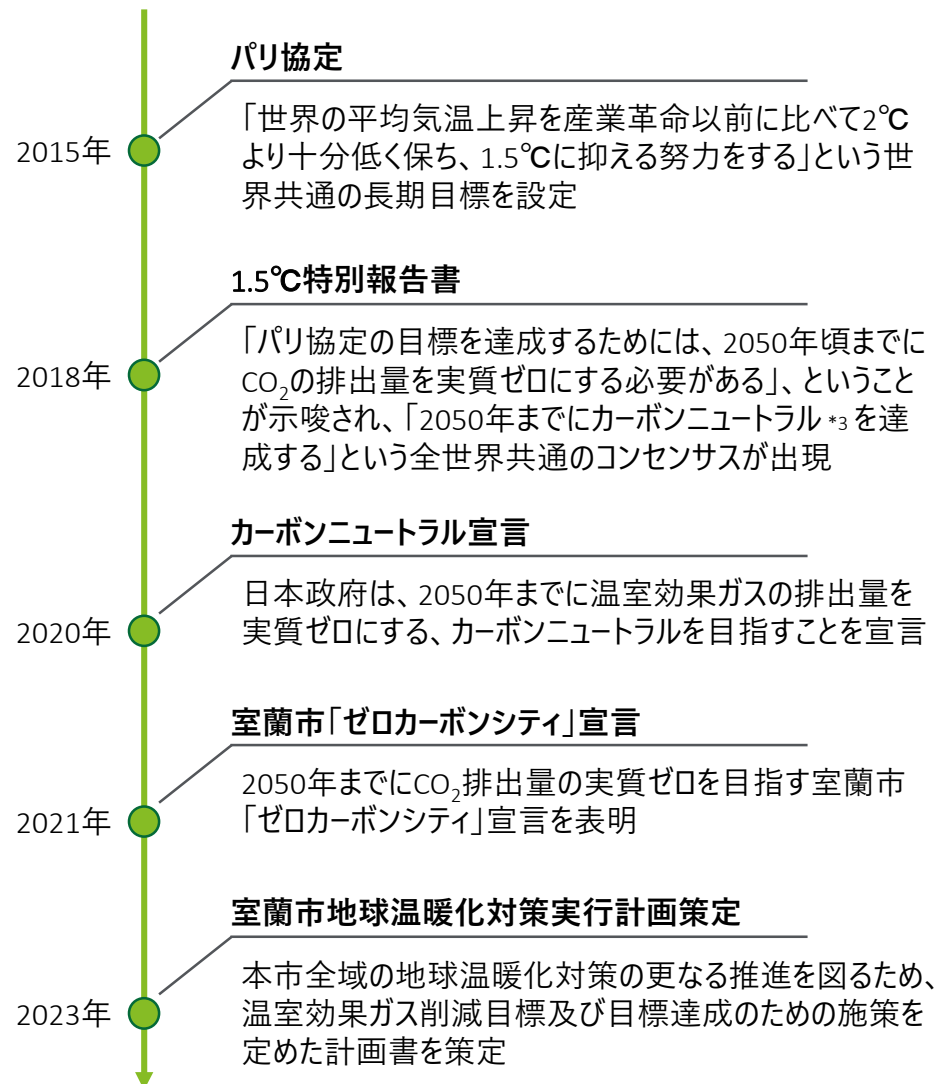 パリ協定
2015年
「世界の平均気温上昇を産業革命以前に比べて2℃
より十分低く保ち、1.5℃に抑える努力をする」という世
界共通の長期目標を設定
1.5℃特別報告書
2018年
「パリ協定の目標を達成するためには、2050年頃までに
CO₂の排出量を実質ゼロにする必要がある」、ということ
が示唆され、「2050年までにカーボンニュートラル *3 を達
成する」という全世界共通のコンセンサスが出現
カーボンニュートラル宣言
2020年
日本政府は、2050年までに温室効果ガスの排出量を
実質ゼロにする、カーボンニュートラルを目指すことを宣言
室蘭市「ゼロカーボンシティ」宣言
2021年
2050年までにCO₂排出量の実質ゼロを目指す室蘭市
「ゼロカーボンシティ」宣言を表明
室蘭市地球温暖化対策実行計画策定
2023年
本市全域の地球温暖化対策の更なる推進を図るため、
温室効果ガス削減目標及び目標達成のための施策を
定めた計画書を策定